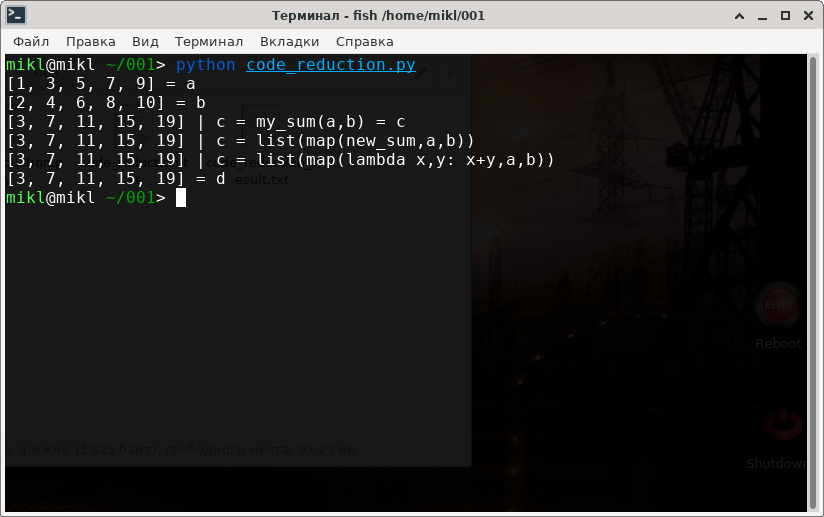 Терминал - fish /home/mikl/001
Файл Правка Вид Терминал Вкладки Справка
mikl@mikl ~/001> python code_reduction.py
[1, 3, 5, 7, 9] = a
[2, 4, 6, 8, 10] = b
[3, 7, 11, 15, 19] | c = my_sum(a,b) = c
[3, 7, 11, 15, 19] | c = list(map(new_sum,a,b))
[3, 7, 11, 15, 19] | c = list(map(lambda x,y: x+y,a,b))
esult.txt
[3, 7, 11, 15, 19] = d
mikl@mikl ~/001>
RESET
Reboot
1,8 КиБ (1 825 байт), свободного места: 93,2 ГиБ
Shutdown